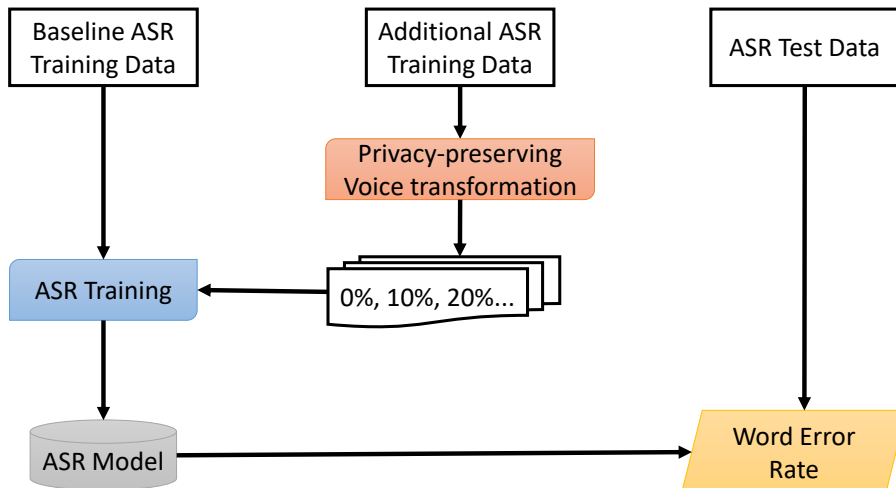 Baseline ASR
Training Data
Additional ASR
Training Data
ASR Test Data
Privacy-preserving
Voice transformation
ASR Training
0%, 10%, 20%...
ASR Model
Word Error
Rate